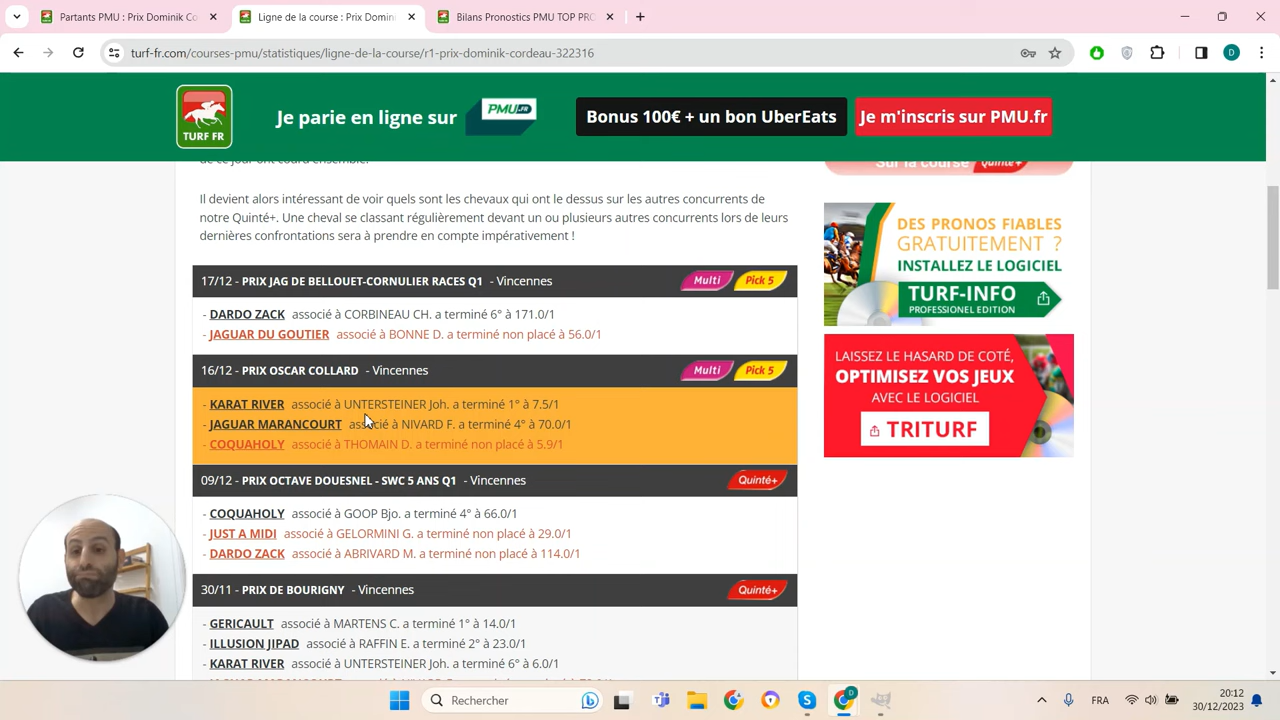 Partants PMU : Prix Dominik Co
Ligne de la course : Prix Domini
Bilans Pronostics PMU TOP PRO
turf-fr.com/courses-pmu/statistiques/ligne-de-la-course/r1-prix-dominik-cordeau-322316
D
TURF FR
Je parie en ligne sur
PMU.FR
Bonus 100€ + un bon UberEats
Je m'inscris sur PMU.fr
de ce jour ont couru ensemble.
Sur la course Quinté+
Il devient alors intéressant de voir quels sont les chevaux qui ont le dessus sur les autres concurrents de
notre Quinté+. Une cheval se classant régulièrement devant un ou plusieurs autres concurrents lors de leurs
dernières confrontations sera à prendre en compte impérativement !
DES PRONOS FIABLES
GRATUITEMENT ?
INSTALLEZ LE LOGICIEL
TURF-INFO
PROFESSIONEL EDITION
17/12 - PRIX JAG DE BELLOUET-CORNULIER RACES Q1 - Vincennes
Multi
Pick 5
- DARDO ZACK associé à CORBINEAU CH. a terminé 6° à 171.0/1
- JAGUAR DU GOUTIER associé à BONNE D. a terminé non placé à 56.0/1
LAISSEZ LE HASARD DE COTÉ,
OPTIMISEZ VOS JEUX
AVEC LE LOGICIEL
TRITURF
16/12 - PRIX OSCAR COLLARD - Vincennes
Multi
Pick 5
- KARAT RIVER associé à UNTERSTEINER Joh. a terminé 1° à 7.5/1
- JAGUAR MARANCOURT associé à NIVARD F. a terminé 4° à 70.0/1
- COQUAHOLY associé à THOMAIN D. a terminé non placé à 5.9/1
09/12 - PRIX OCTAVE DOUESNEL - SWC 5 ANS Q1 - Vincennes
Quinté+
- COQUAHOLY associé à GOOP Bjo. a terminé 4° à 66.0/1
- JUST A MIDI associé à GELORMINI G. a terminé non placé à 29.0/1
- DARDO ZACK associé à ABRIVARD M. a terminé non placé à 114.0/1
30/11 - PRIX DE BOURIGNY - Vincennes
Quinté+
- GERICAULT associé à MARTENS C. a terminé 1° à 14.0/1
- ILLUSION JIPAD associé à RAFFIN E. a terminé 2° à 23.0/1
- KARAT RIVER associé à UNTERSTEINER Joh. a terminé 6° à 6.0/1
Rechercher
FRA
20:12
30/12/2023